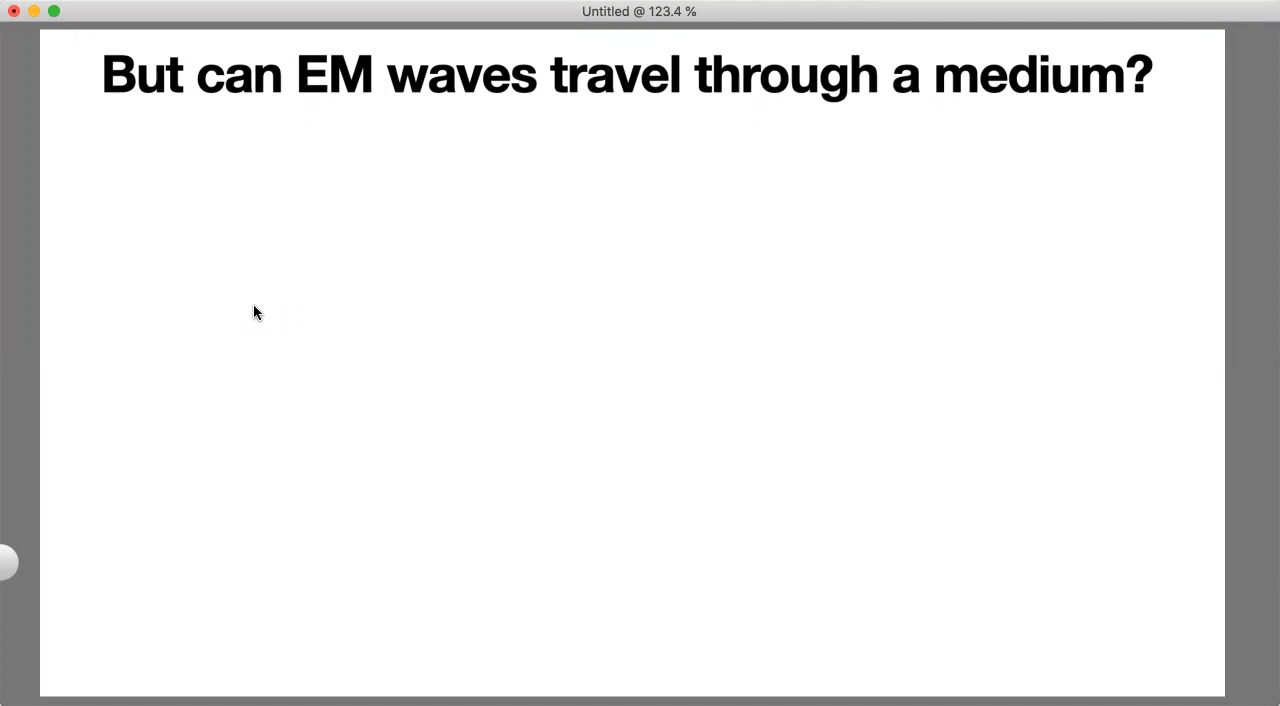 Untitled @ 123.4 %
But can EM waves travel through a medium?